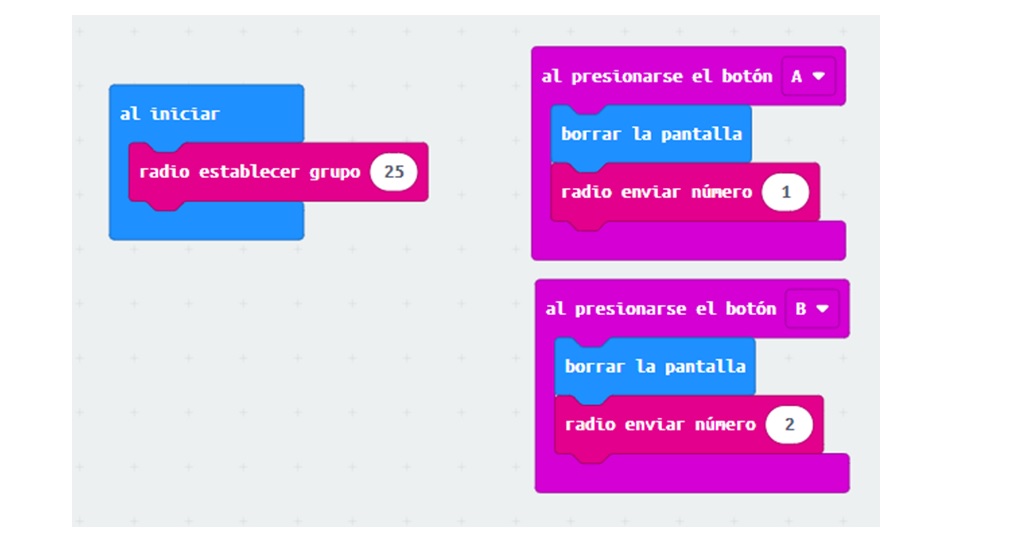 al iniciar
radio establecer grupo 25
al presionarse el botón A
borrar la pantalla
radio enviar número 1
al presionarse el botón B
borrar la pantalla
radio enviar número 2